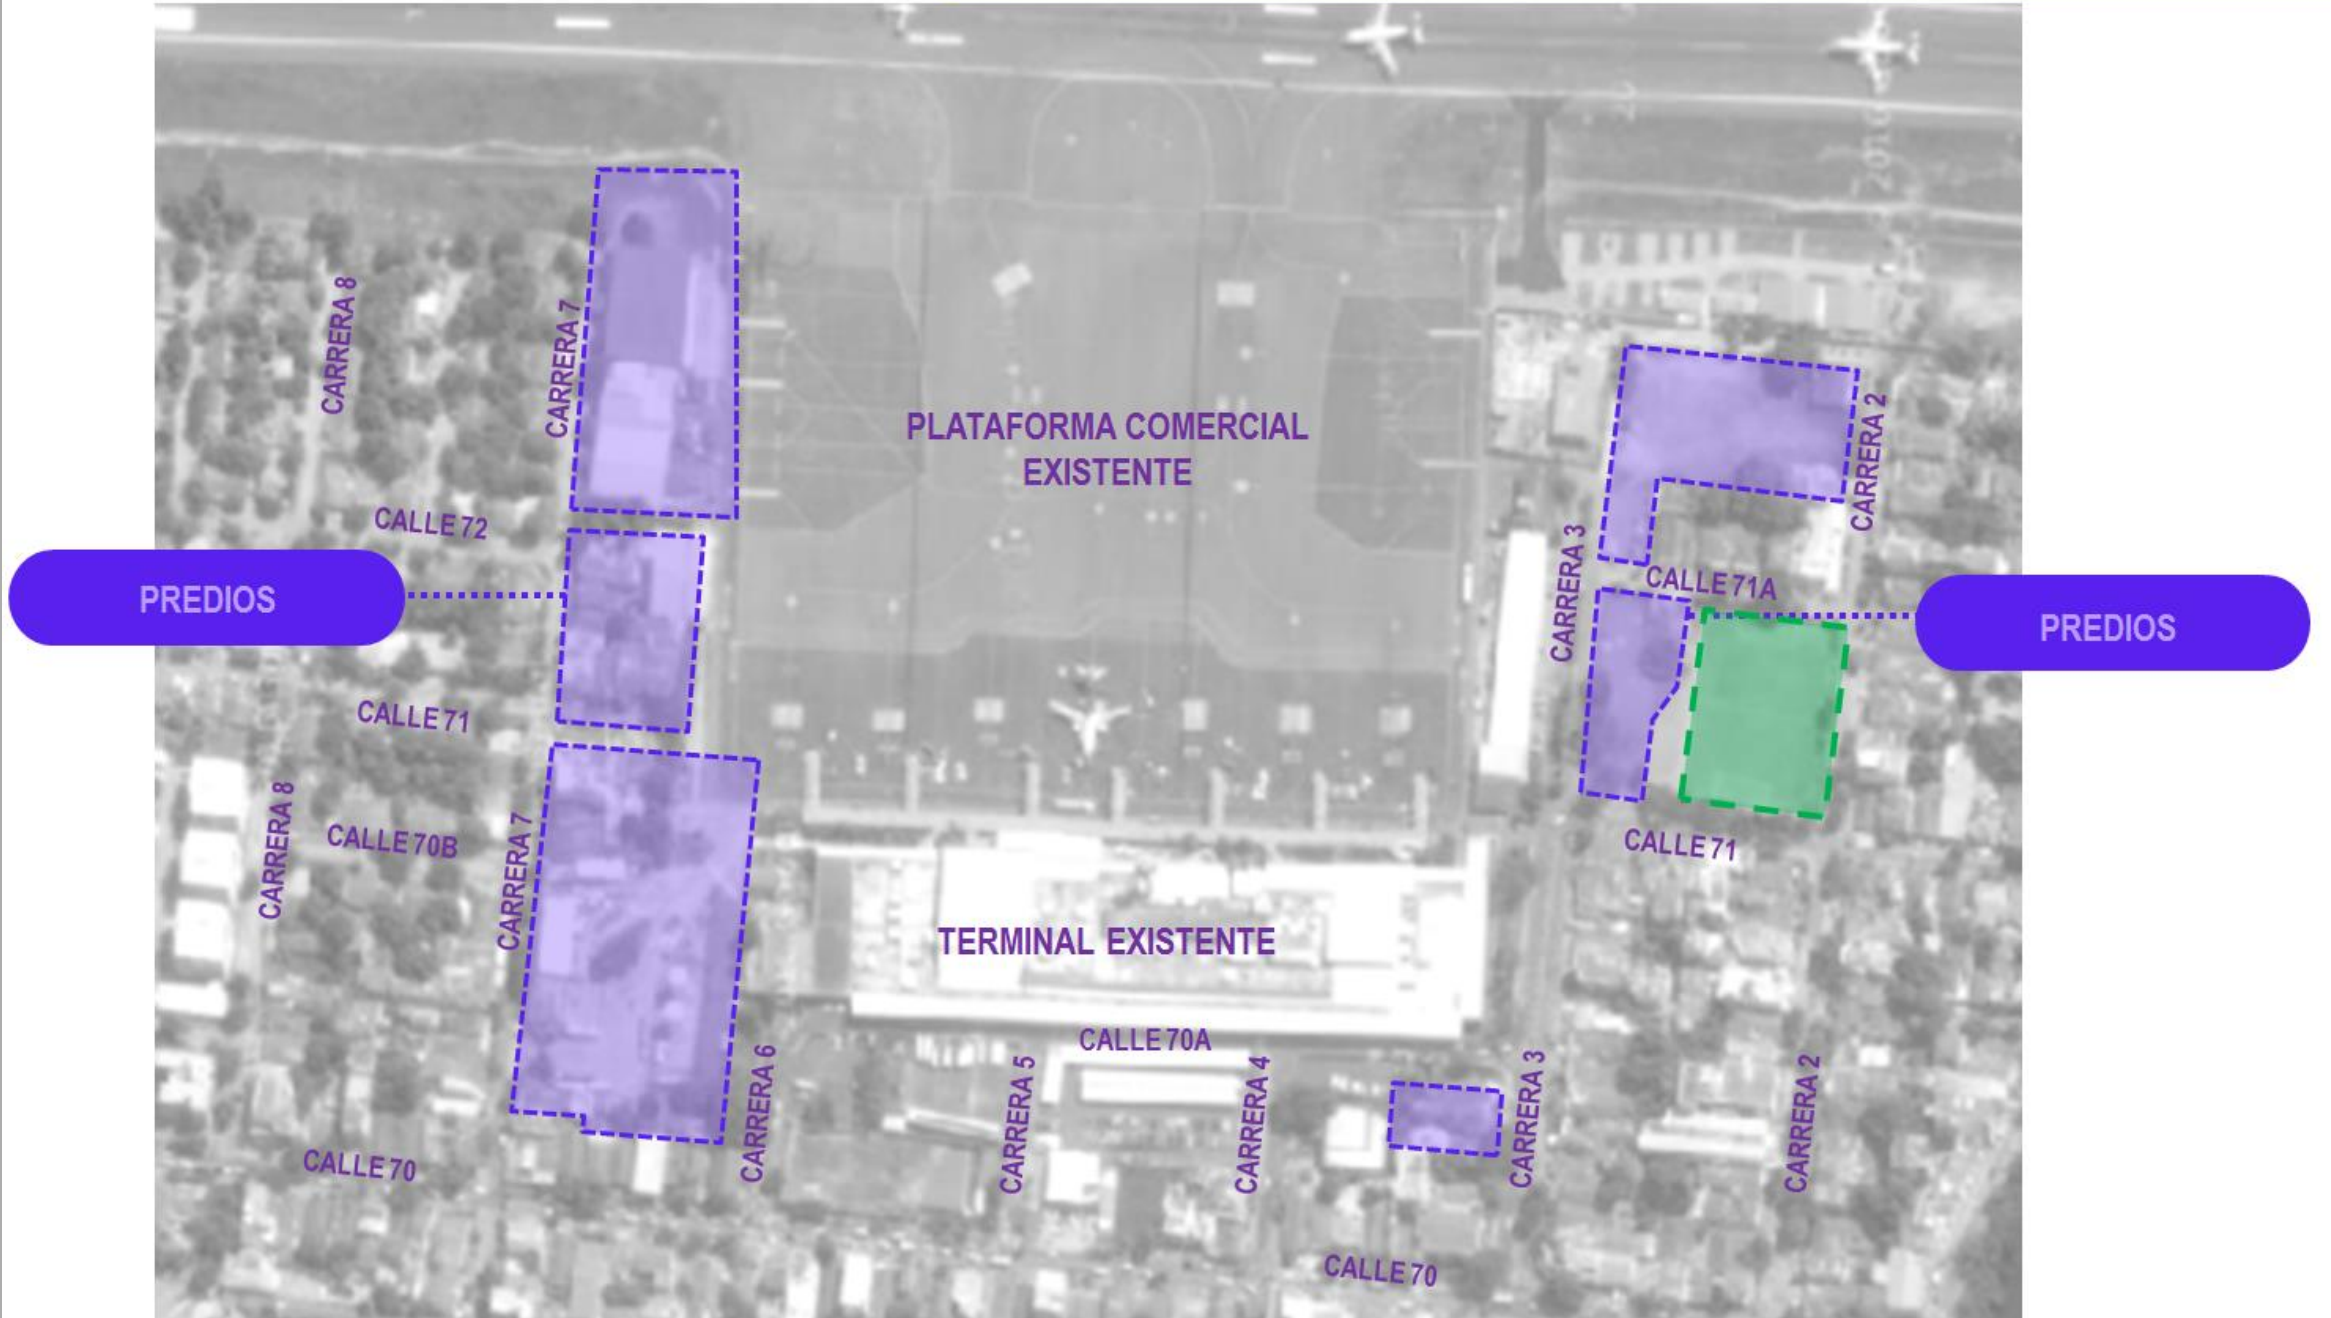 CARRERA 8
CARRERA 7
PLATAFORMA COMERCIAL
EXISTENTE
CARRERA 2
CALLE 72
CARRERA 3
CALLE 71A
PREDIOS
PREDIOS
CALLE 71
CARRERA 8
CALLE 70B
CARRERA 7
CALLE 71
TERMINAL EXISTENTE
CALLE 70A
CARRERA 6
CARRERA 5
CARRERA 4
CARRERA 3
CARRERA 2
CALLE 70
CALLE 70